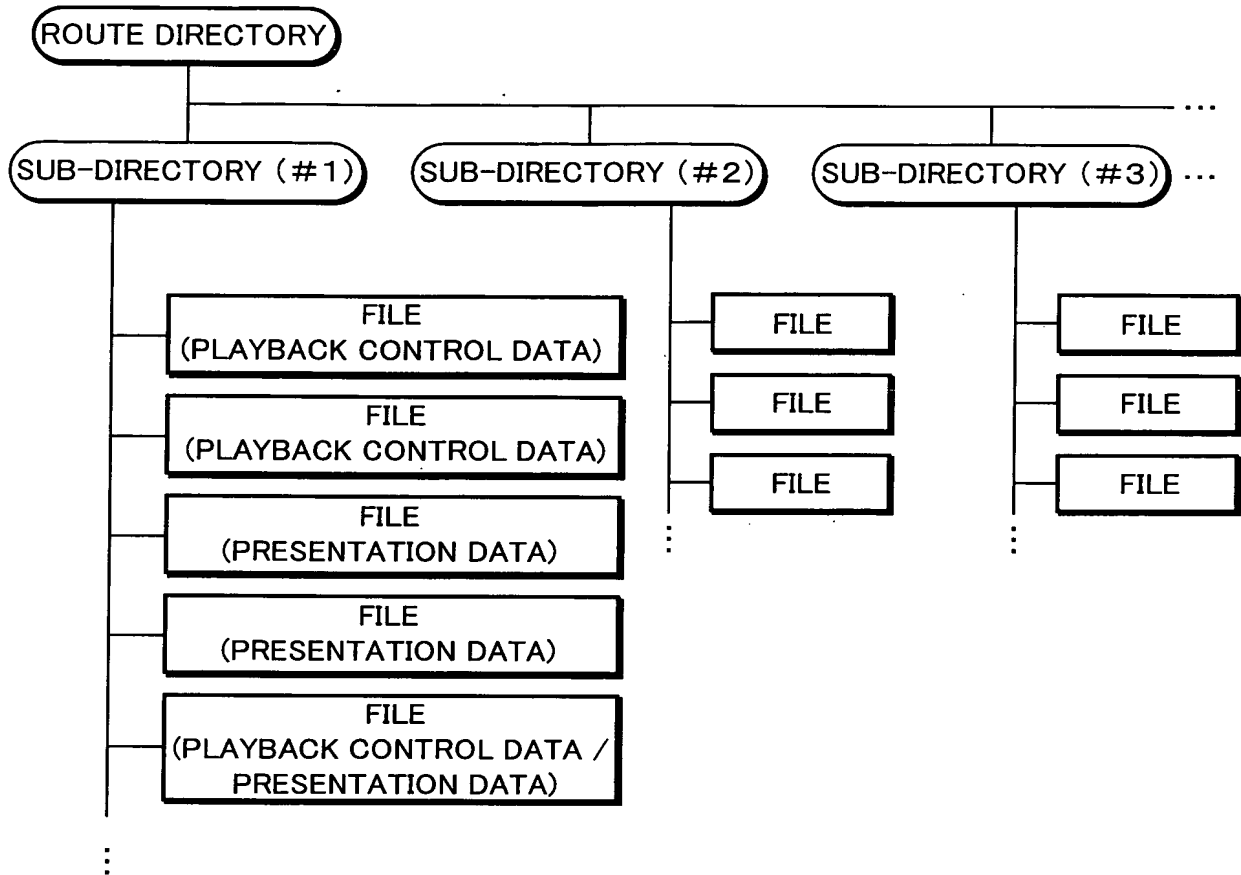 ROUTE DIRECTORY
...
SUB-DIRECTORY (#1)
SUB-DIRECTORY (#2)
SUB-DIRECTORY (#3)
...
FILE
(PLAYBACK CONTROL DATA)
FILE
(PLAYBACK CONTROL DATA)
FILE
(PRESENTATION DATA)
FILE
(PRESENTATION DATA)
FILE
(PLAYBACK CONTROL DATA /
PRESENTATION DATA)
...
FILE
FILE
FILE
...
FILE
FILE
FILE
...